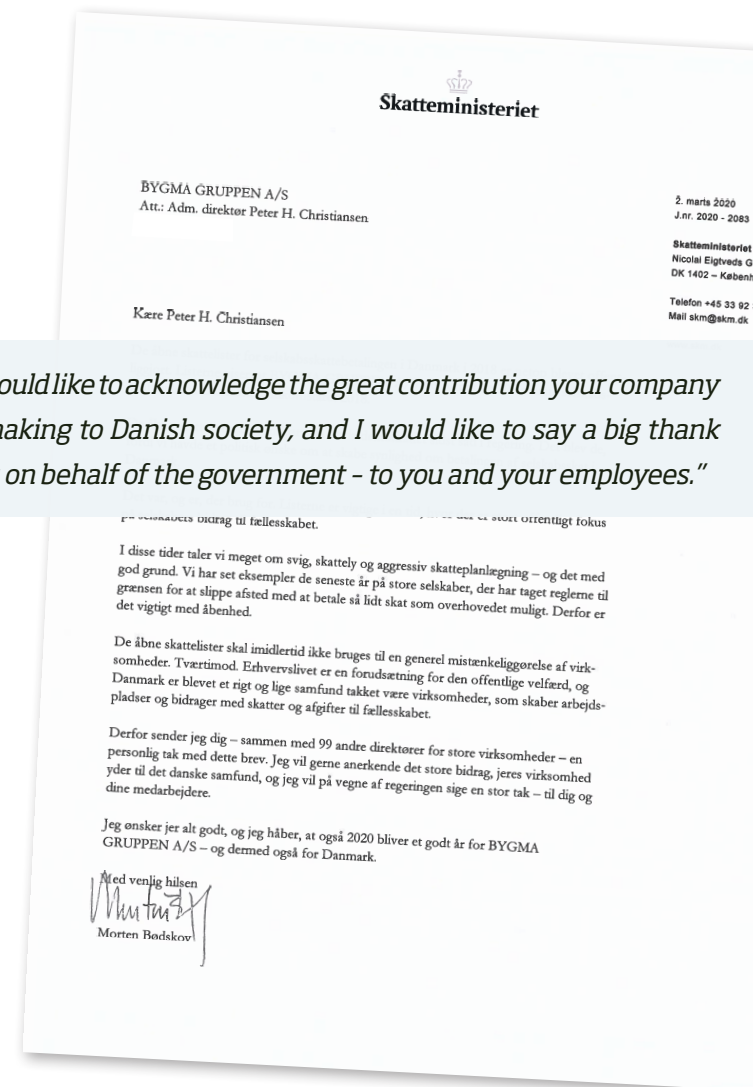 Skatteministeriet
BYGMA GRUPPEN A/S
Att.: Adm. direktør Peter H. Christiansen
2. marts 2020
J.nr. 2020 - 2083
Skatteministeriet
Nicolai Eigtveds G
DK 1402 – Københ
Telefon +45 33 92
Mail skm@skm.dk
Kære Peter H. Christiansen
ould like to acknowledge the great contribution your company
aking to Danish society, and I would like to say a big thank
on behalf of the government – to you and your employees.”
på selskabers bidrag til fællesskabet. der er stort offentligt fokus
I disse tider taler vi meget om svig, skattely og aggressiv skatteplanlægning – og det med
god grund. Vi har set eksempler de seneste år på store selskaber, der har taget reglerne til
grænsen for at slippe afsted med at betale så lidt skat som overhovedet muligt. Derfor er
det vigtigt med åbenhed.
De åbne skattelister skal imidlertid ikke bruges til en generel mistænkeliggørelse af virk-
somheder. Tværtimod. Erhvervslivet er en forudsætning for den offentlige velfærd, og
Danmark er blevet et rigt og lige samfund takket være virksomheder, som skaber arbejds-
pladser og bidrager med skatter og afgifter til fællesskabet.
Derfor sender jeg dig – sammen med 99 andre direktører for store virksomheder – en
personlig tak med dette brev. Jeg vil gerne anerkende det store bidrag, jeres virksomhed
yder til det danske samfund, og jeg vil på vegne af regeringen sige en stor tak – til dig og
dine medarbejdere.
Jeg ønsker jer alt godt, og jeg håber, at også 2020 bliver et godt år for BYGMA
GRUPPEN A/S – og dermed også for Danmark.
Med venlig hilsen
Morten Bødskov